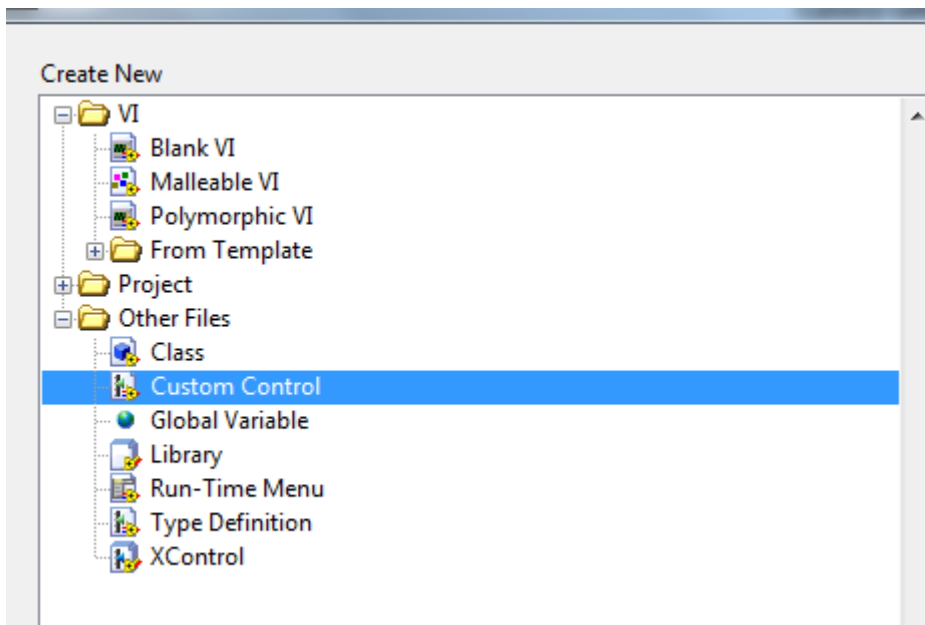 Create New
VI
Blank VI
Malleable VI
Polymorphic VI
From Template
Project
Other Files
Class
Custom Control
Global Variable
Library
Run-Time Menu
Type Definition
XControl